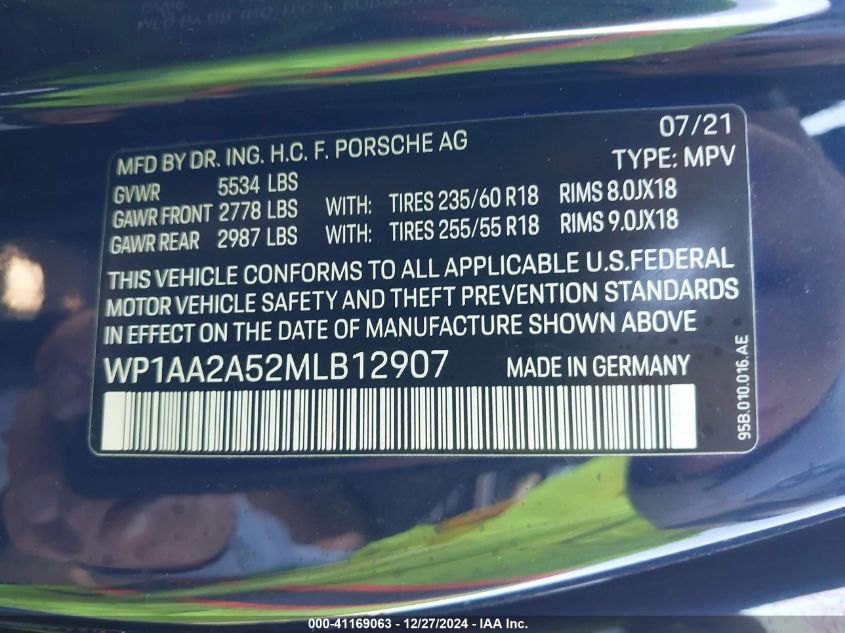 MFD BY DR. ING. H.C. F. PORSCHE AG 07/21
TYPE: MPV
GVWR 5534 LBS
GAWR FRONT 2778 LBS WITH: TIRES 235/60 R18 RIMS 8.0JX18
GAWR REAR 2987 LBS WITH: TIRES 255/55 R18 RIMS 9.0JX18
THIS VEHICLE CONFORMS TO ALL APPLICABLE U.S.FEDERAL
MOTOR VEHICLE SAFETY AND THEFT PREVENTION STANDARDS
IN EFFECT ON THE DATE OF MANUFACTURE SHOWN ABOVE
WP1AA2A52MLB12907 MADE IN GERMANY
95B.010.016.AE
000-41169063 - 12/27/2024 - IAA Inc.